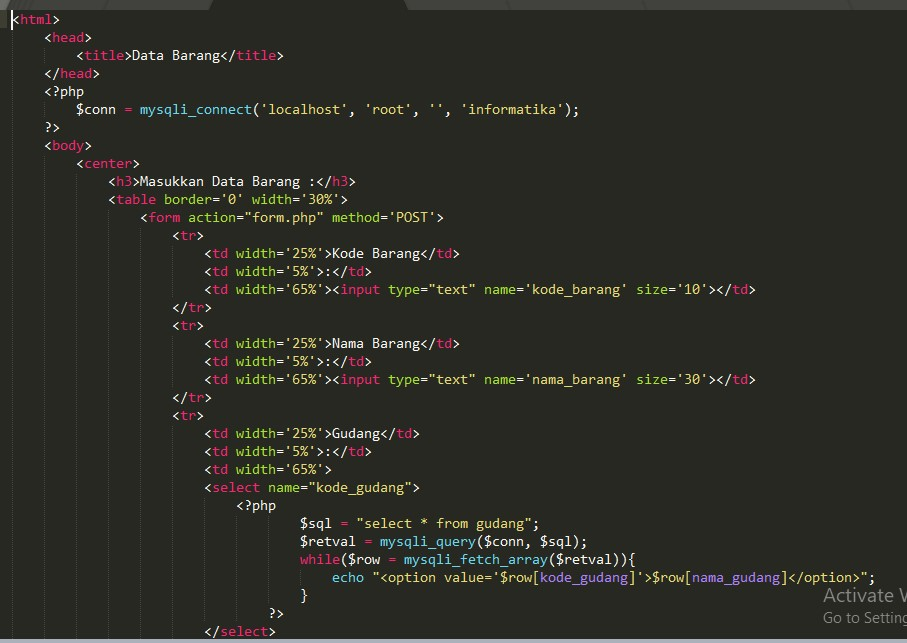 <html>
<head>
<title>Data Barang</title>
</head>
<?php
$conn = mysqli_connect('localhost', 'root', '', 'informatika');
?>
<body>
<center>
<h3>Masukkan Data Barang :</h3>
<table border='0' width='30%'>
<form action="form.php" method='POST'>
<tr>
<td width='25%'>Kode Barang</td>
<td width='5%'>:</td>
<td width='65%'><input type="text" name='kode_barang' size='10'></td>
</tr>
<tr>
<td width='25%'>Nama Barang</td>
<td width='5%'>:</td>
<td width='65%'><input type="text" name='nama_barang' size='30'></td>
</tr>
<tr>
<td width='25%'>Gudang</td>
<td width='5%'>:</td>
<td width='65%'>
<select name="kode_gudang">
<?php
$sql = "select * from gudang";
$retval = mysqli_query($conn, $sql);
while($row = mysqli_fetch_array($retval)){
echo "<option value='$row[kode_gudang]'>$row[nama_gudang]</option>";
}
?>
</select>
Activate
Go to Setting